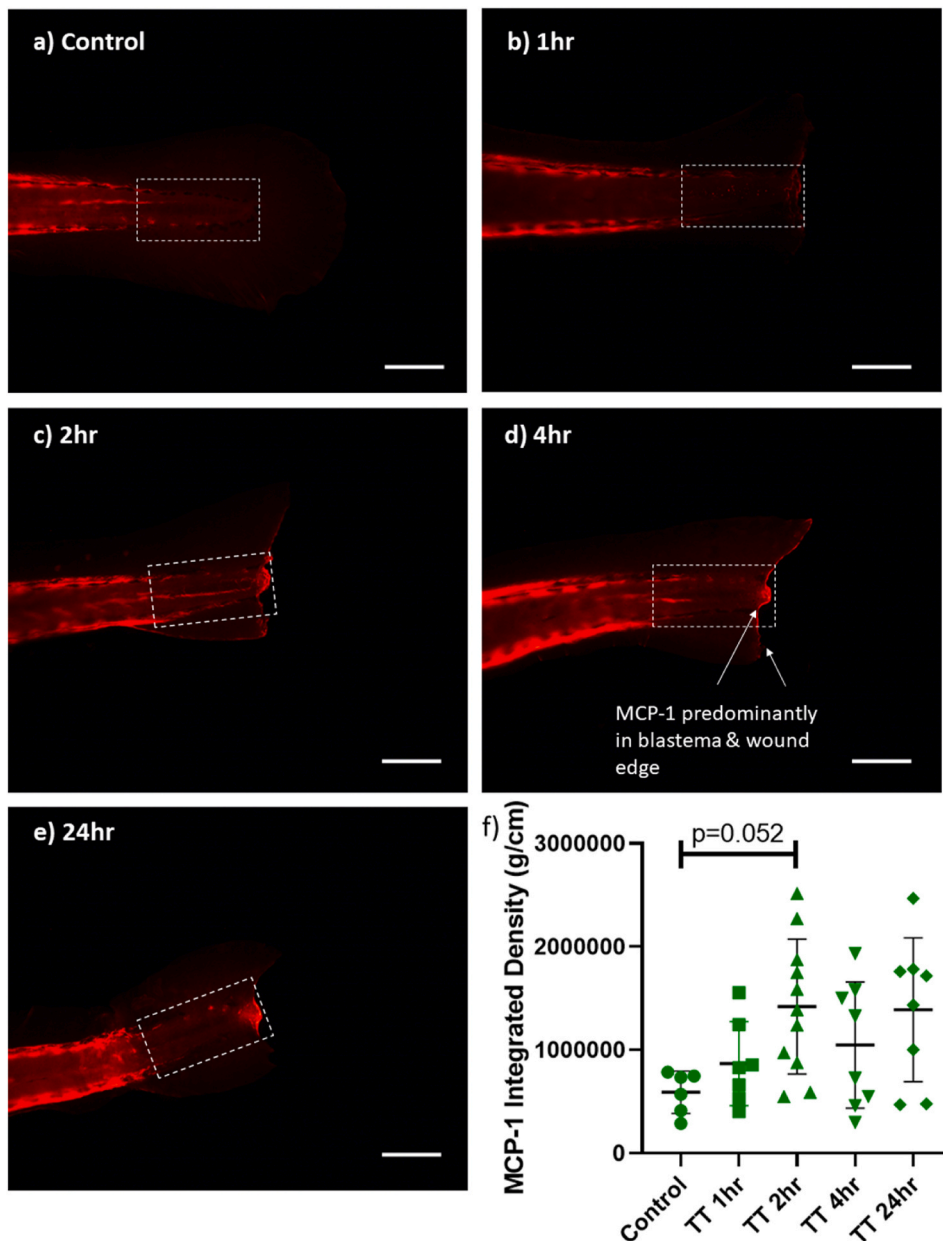 a) Control
b) 1hr
c) 2hr
d) 4hr
MCP-1 predominantly
in blastema & wound
edge
e) 24hr
f)
MCP-1 Integrated Density (g/cm)
p=0.052
3000000
2000000
1000000
0
Control
TT 1hr
TT 2hr
TT 4hr
TT 24hr